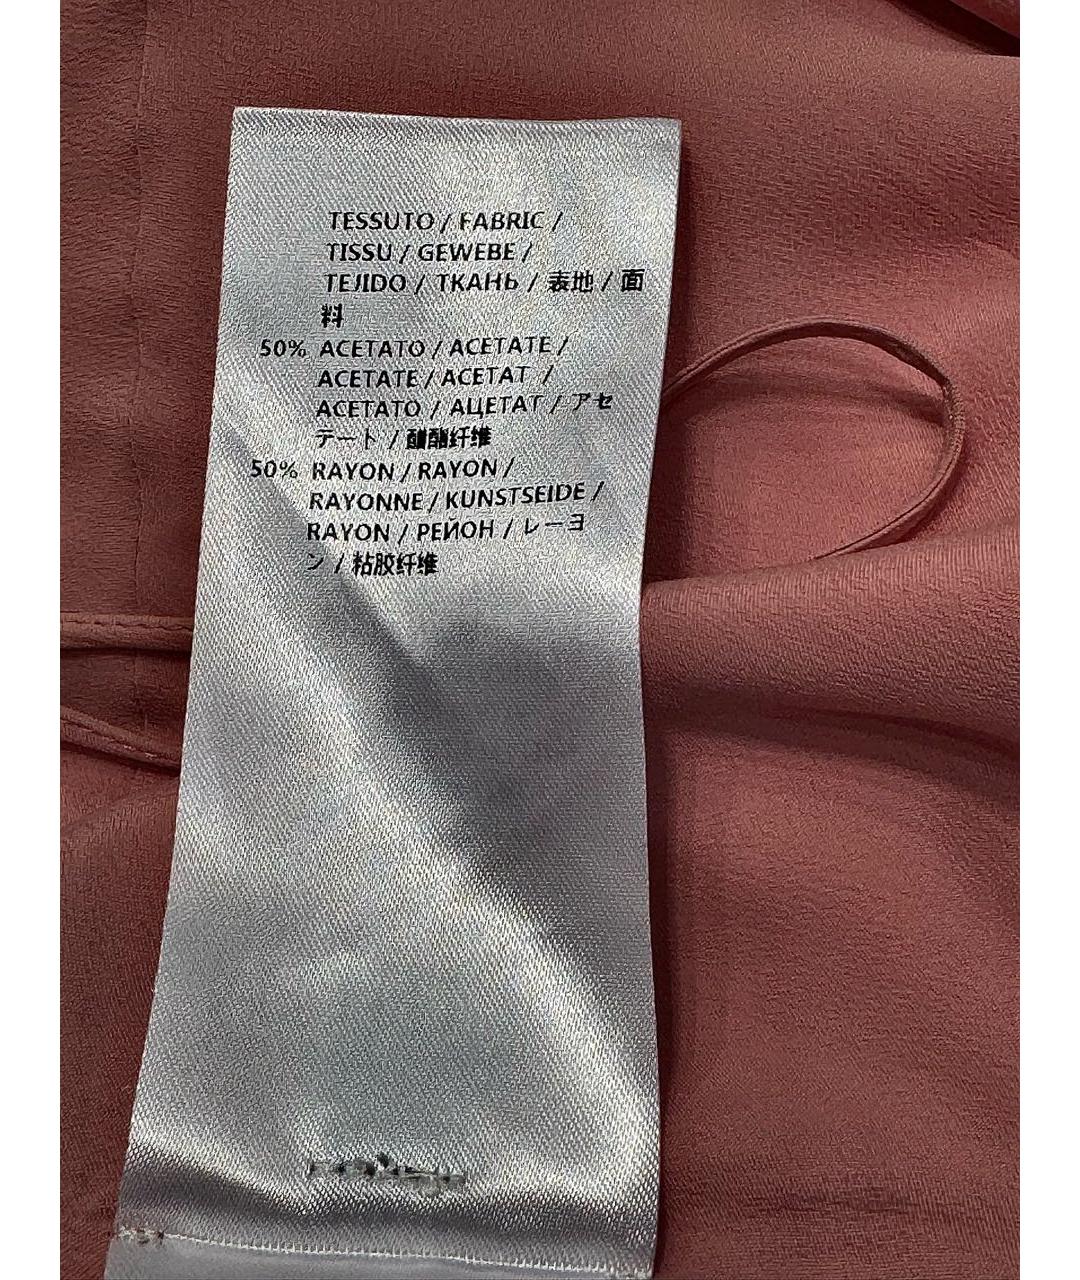 TESSUTO / FABRIC /
TISSU / GEWEBE /
TEJIDO / ТКАНЬ / 表地 / 面
料
50% ACETATO / ACETATE /
ACETATE / ACETAT /
ACETATO / АЦЕТАТ / アセ
テート / 醋酯纤维
50% RAYON / RAYON /
RAYONNE / KUNSTSEIDE /
RAYON / РЕЙОН / レーヨ
ン / 粘胶纤维